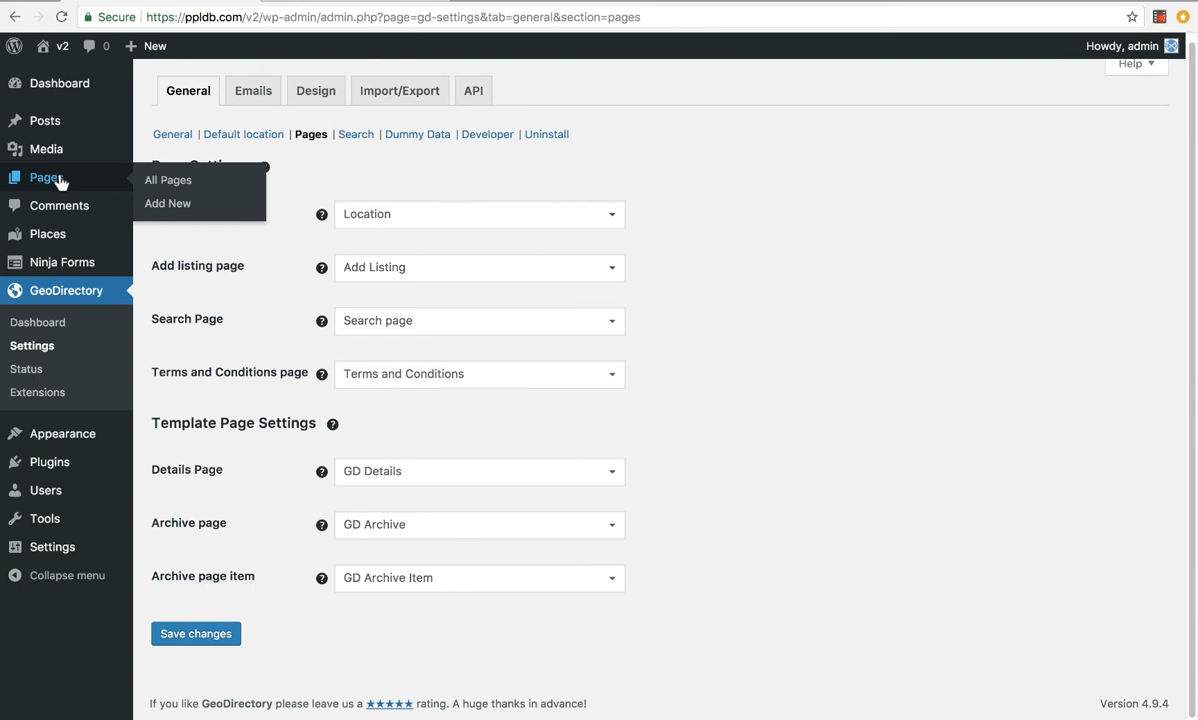 Secure https://ppldb.com/v2/wp-admin/admin.php?page=gd-settings&tab=general&section=pages
v2 0 New Howdy, admin
Help
Dashboard
Posts
Media
Pages
All Pages
Add New
Comments
Places
Ninja Forms
GeoDirectory
Dashboard
Settings
Status
Extensions
Appearance
Plugins
Users
Tools
Settings
Collapse menu
General Emails Design Import/Export API
General | Default location | Pages | Search | Dummy Data | Developer | Uninstall
Location
Add listing page Add Listing
Search Page Search page
Terms and Conditions page Terms and Conditions
Template Page Settings
Details Page GD Details
Archive page GD Archive
Archive page item GD Archive Item
Save changes
If you like GeoDirectory please leave us a ★★★★★ rating. A huge thanks in advance! Version 4.9.4